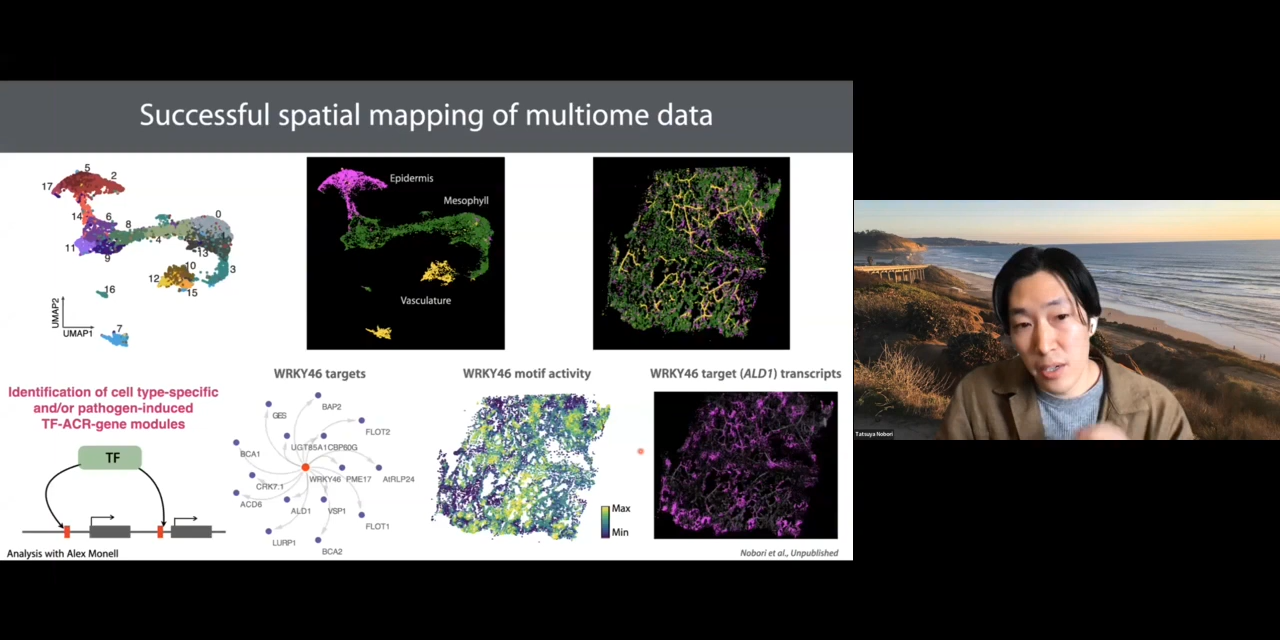 Successful spatial mapping of multiome data
5
2
17
14
6
8
0
4
11
9
13
10
3
12
15
16
7
UMAP2
UMAP1
Epidermis
Mesophyll
Vasculature
Identification of cell type-specific
and/or pathogen-induced
TF-ACR-gene modules
TF
Analysis with Alex Monell
WRKY46 targets
BAP2
GES
FLOT2
UGT85A1
CBP60G
BCA1
WRKY46
PME17
AtRLP24
CRK7.1
ACD6
ALD1
VSP1
FLOT1
LURP1
BCA2
WRKY46 motif activity
Max
Min
WRKY46 target (ALD1) transcripts
Nobori et al., Unpublished
Tatsuya Nobori